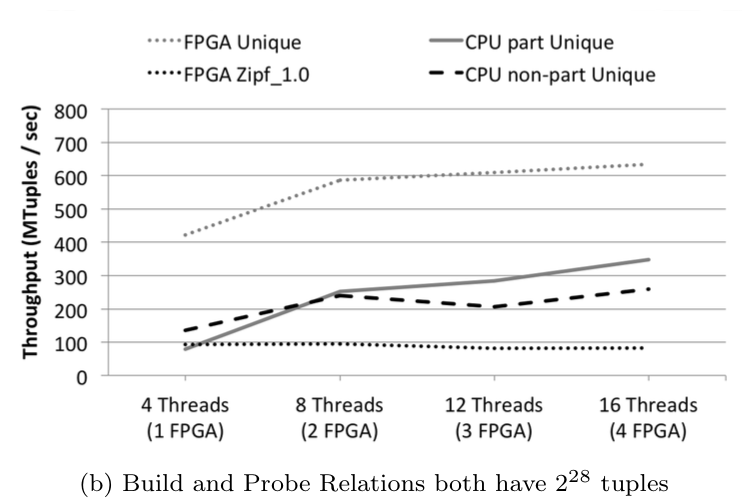 FPGA Unique
CPU part Unique
FPGA Zipf_1.0
CPU non-part Unique
Throughput (MTuples / sec)
800
700
600
500
400
300
200
100
0
4 Threads
(1 FPGA)
8 Threads
(2 FPGA)
12 Threads
(3 FPGA)
16 Threads
(4 FPGA)
(b) Build and Probe Relations both have 2²⁸ tuples